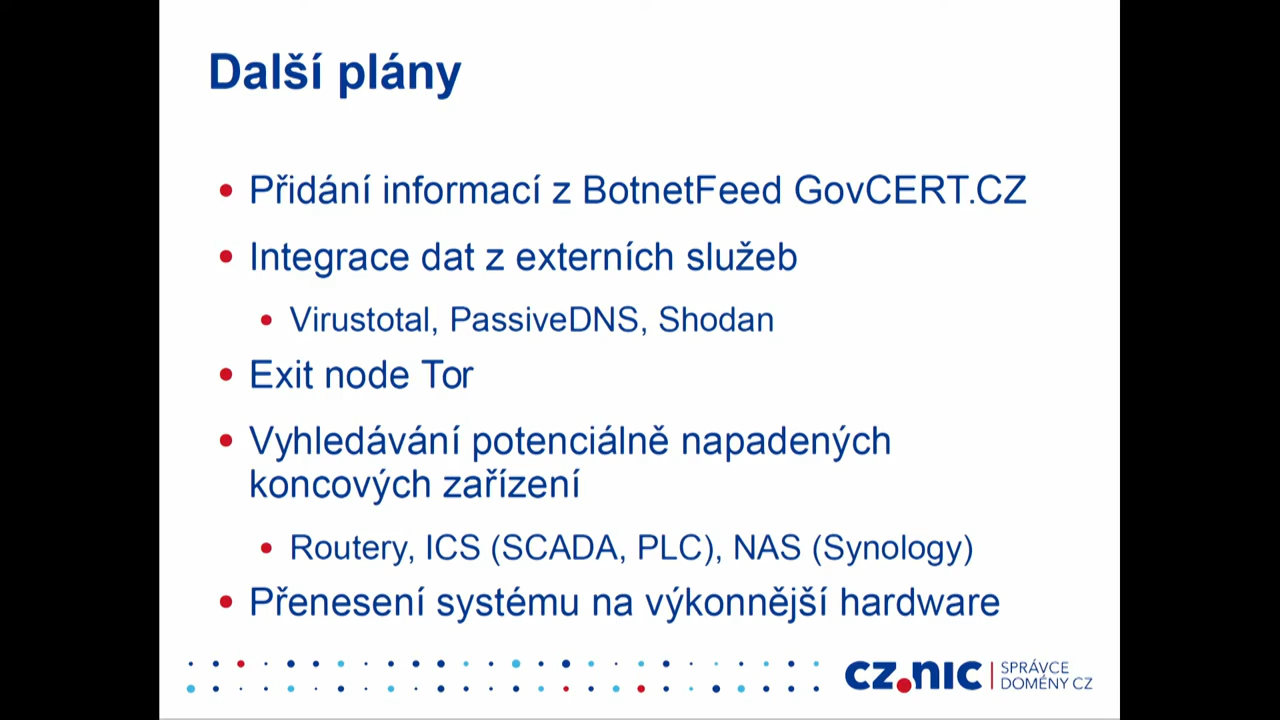 Další plány
Přidání informací z BotnetFeed GovCERT.CZ
Integrace dat z externích služeb
Virustotal, PassiveDNS, Shodan
Exit node Tor
Vyhledávání potenciálně napadených
koncových zařízení
Routery, ICS (SCADA, PLC), NAS (Synology)
Přenesení systému na výkonnější hardware
CZ.NIC
SPRÁVCE
DOMÉNY CZ